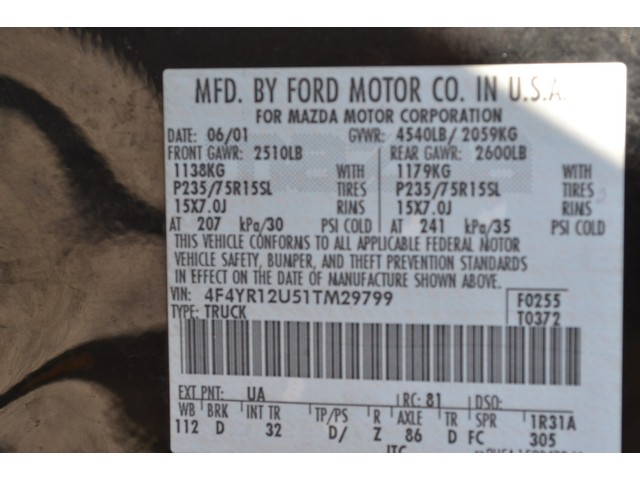 MFD. BY FORD MOTOR CO. IN U.S.A.
FOR MAZDA MOTOR CORPORATION
DATE: 06/01 GVWR: 4540LB/ 2059KG
FRONT GAWR: 2510LB REAR GAWR: 2600LB
1138KG WITH 1179KG WITH
P235/75R15SL TIRES P235/75R15SL TIRES
15X7.0J RIMS 15X7.0J RIMS
AT 207 kPa/30 PSI COLD AT 241 kPa/35 PSI COLD
THIS VEHICLE CONFORMS TO ALL APPLICABLE FEDERAL MOTOR
VEHICLE SAFETY, BUMPER, AND THEFT PREVENTION STANDARDS
IN EFFECT ON THE DATE OF MANUFACTURE SHOWN ABOVE.
VIN: 4F4YR12U51TM29799 F0255
TYPE: TRUCK T0372
EXT PNT: UA RC: 81 DSO:
WB BRK INT TR TP/PS R AXLE TR SPR 1R31A
112 D 32 D/ Z 86 D FC 305